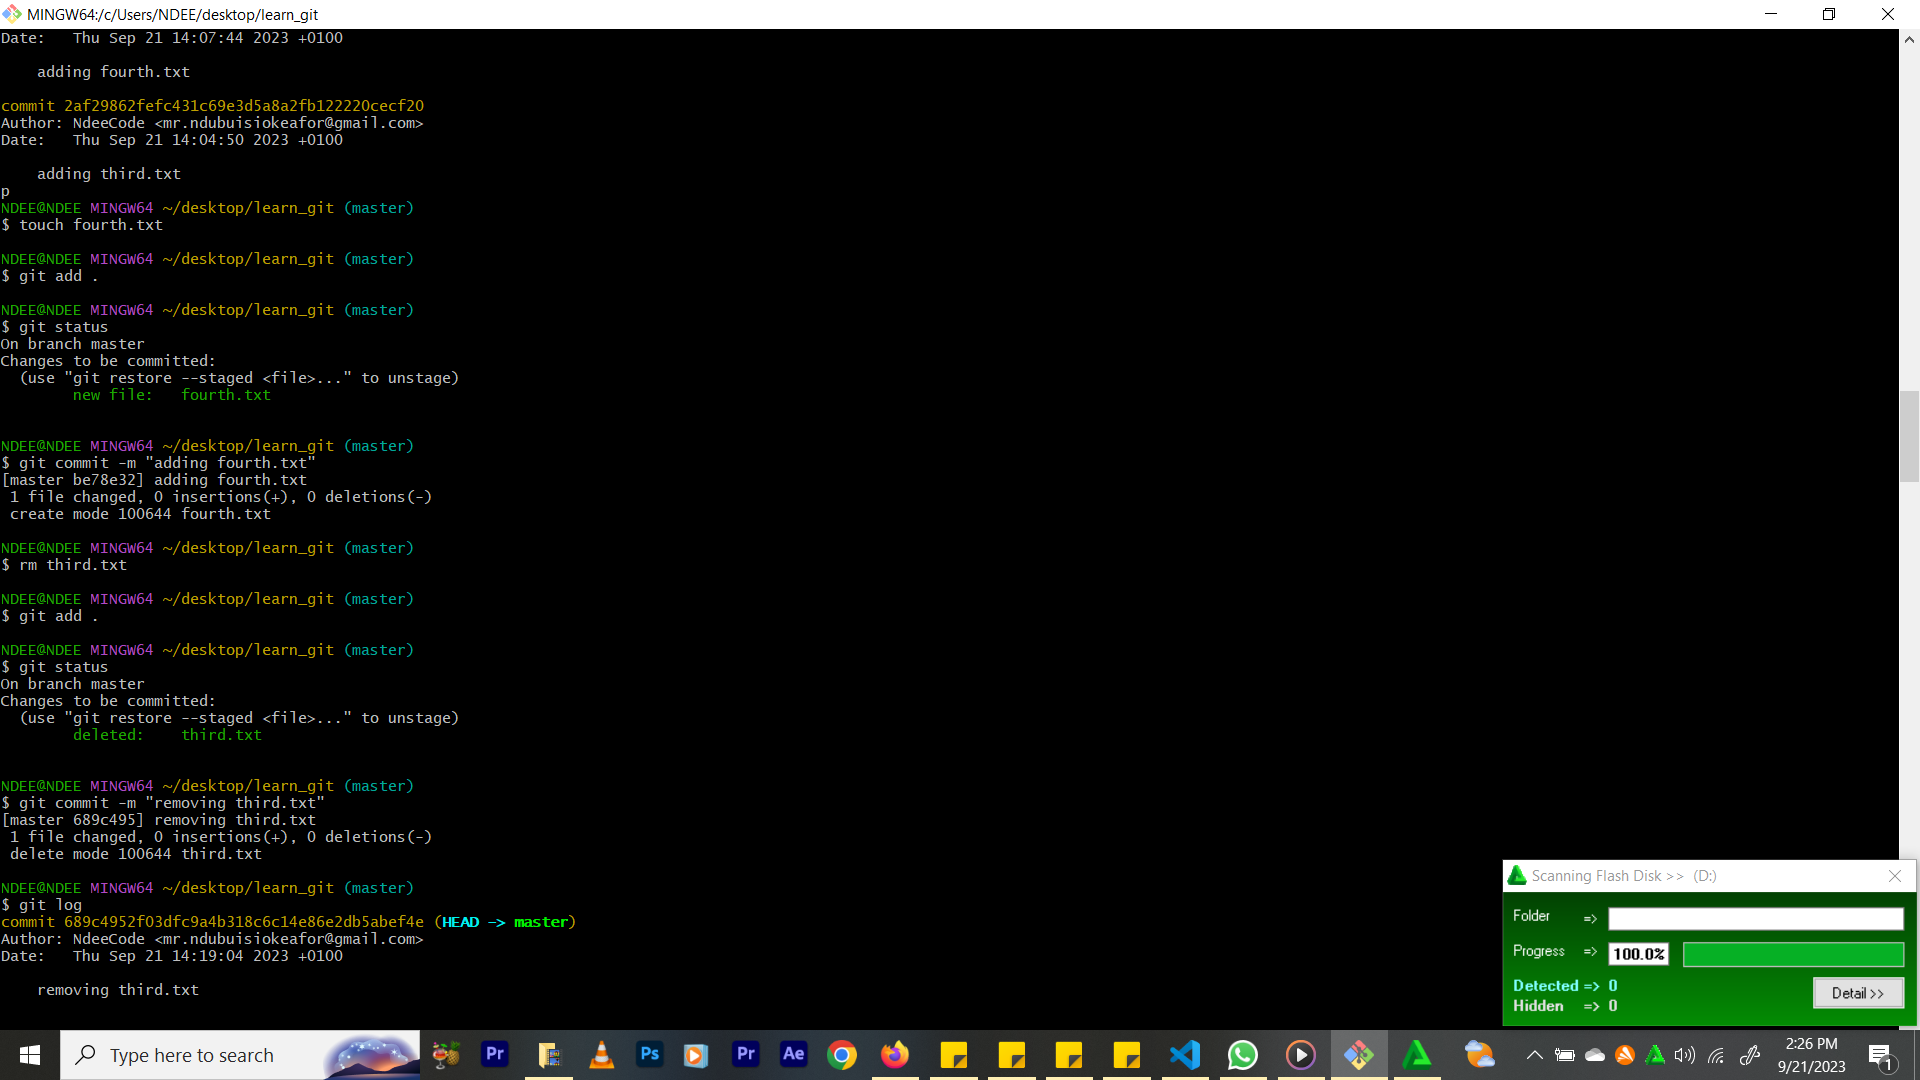 MINGW64:/c/Users/NDEE/desktop/learn_git
Date:   Thu Sep 21 14:07:44 2023 +0100
adding fourth.txt
commit 2af29862fefc431c69e3d5a8a2fb122220cecf20
Author: NdeeCode <mr.ndubuisiokeafor@gmail.com>
Date:   Thu Sep 21 14:04:50 2023 +0100
adding third.txt
p
NDEE@NDEE MINGW64 ~/desktop/learn_git (master)
$ touch fourth.txt
NDEE@NDEE MINGW64 ~/desktop/learn_git (master)
$ git add .
NDEE@NDEE MINGW64 ~/desktop/learn_git (master)
$ git status
On branch master
Changes to be committed:
  (use "git restore --staged <file>..." to unstage)
        new file:   fourth.txt
NDEE@NDEE MINGW64 ~/desktop/learn_git (master)
$ git commit -m "adding fourth.txt"
[master be78e32] adding fourth.txt
 1 file changed, 0 insertions(+), 0 deletions(-)
 create mode 100644 fourth.txt
NDEE@NDEE MINGW64 ~/desktop/learn_git (master)
$ rm third.txt
NDEE@NDEE MINGW64 ~/desktop/learn_git (master)
$ git add .
NDEE@NDEE MINGW64 ~/desktop/learn_git (master)
$ git status
On branch master
Changes to be committed:
  (use "git restore --staged <file>..." to unstage)
        deleted:    third.txt
NDEE@NDEE MINGW64 ~/desktop/learn_git (master)
$ git commit -m "removing third.txt"
[master 689c495] removing third.txt
 1 file changed, 0 insertions(+), 0 deletions(-)
 delete mode 100644 third.txt
NDEE@NDEE MINGW64 ~/desktop/learn_git (master)
$ git log
commit 689c4952f03dfc9a4b318c6c14e86e2db5abef4e (HEAD -> master)
Author: NdeeCode <mr.ndubuisiokeafor@gmail.com>
Date:   Thu Sep 21 14:19:04 2023 +0100
removing third.txt
Scanning Flash Disk >>  (D:)
Folder =>
Progress => 100.0%
Detected => 0
Hidden => 0
Detail >>
Type here to search
Pr
Ps
Pr
Ae
2:26 PM
9/21/2023
1